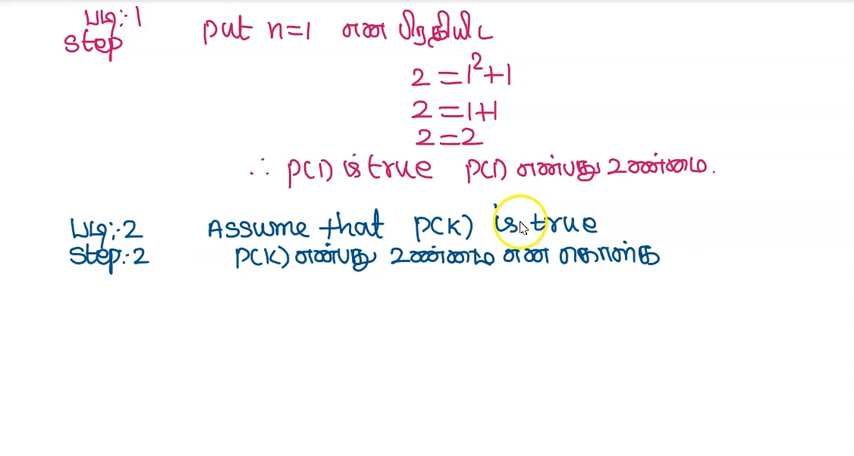 படி:-1
step
put n=1 என பிரதியிட
2 = 1²+1
2 = 1+1
2 = 2
∴ P(1) is true P(1) என்பது உண்மை.
படி:-2 Assume that P(K) is true
Step:-2 P(K) என்பது உண்மை என கொள்க